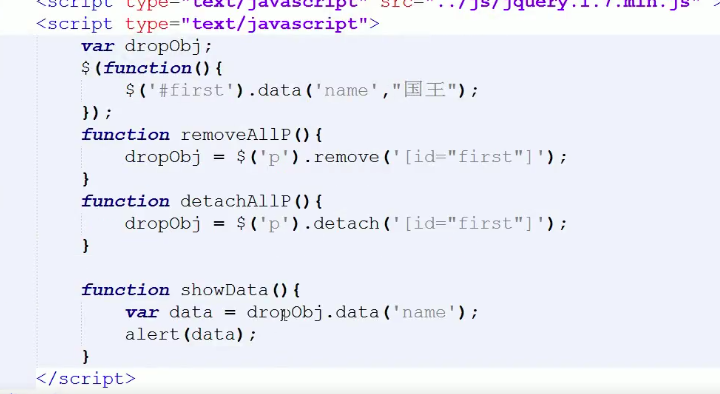 <script type="text/javascript" src="../js/jquery.1.7.min.js" >
<script type="text/javascript">
var dropObj;
$(function(){
$('#first').data('name',"国王");
});
function removeAllP(){
dropObj = $('p').remove('[id="first"]');
}
function detachAllP(){
dropObj = $('p').detach('[id="first"]');
}
function showData(){
var data = dropObj.data('name');
alert(data);
}
</script>